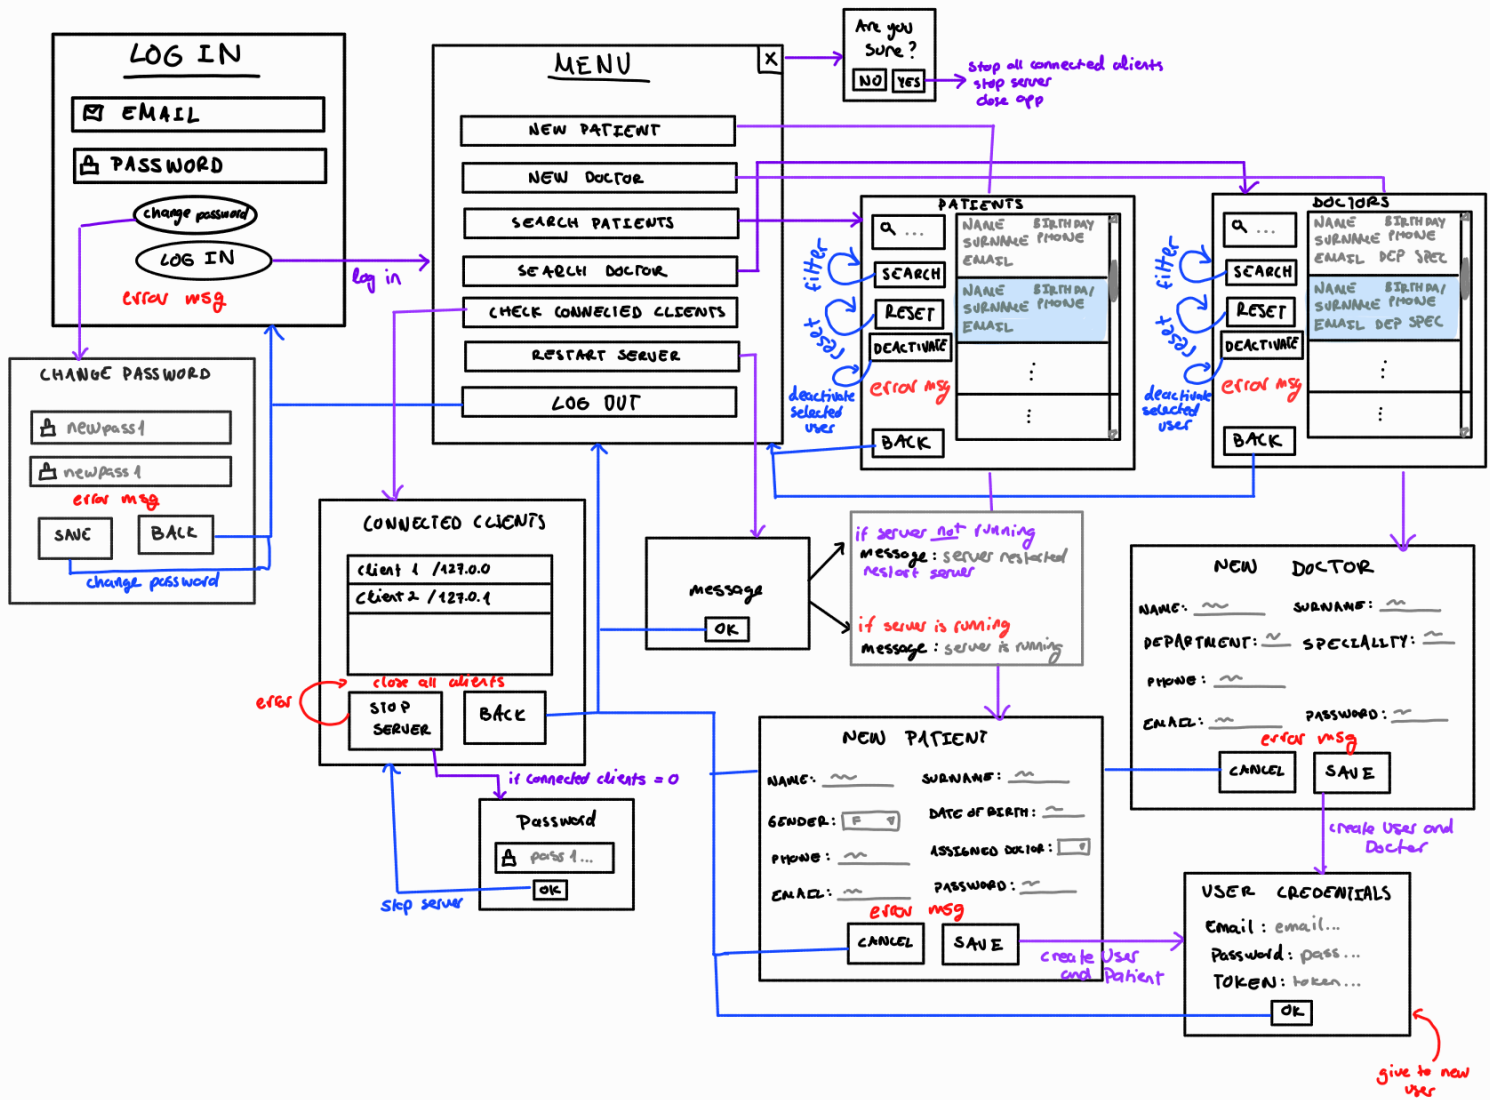 LOG IN
EMAIL
PASSWORD
change password
LOG IN
error msg
log in
CHANGE PASSWORD
newpass1
newpass1
error msg
SAVE
BACK
change password
MENU
X
NEW PATIENT
NEW DOCTOR
SEARCH PATIENTS
SEARCH DOCTOR
CHECK CONNECTED CLIENTS
RESTART SERVER
LOG OUT
Are you
sure?
NO
YES
stop all connected clients
stop server
close app
PATIENTS
...
SEARCH
RESET
DEACTIVATE
error msg
BACK
filter
reset
deactivate
selected
user
NAME BIRTHDAY
SURNAME PHONE
EMAIL
NAME BIRTHDAY
SURNAME PHONE
EMAIL
DOCTORS
...
SEARCH
RESET
DEACTIVATE
error msg
BACK
filter
reset
deactivate
selected
user
NAME BIRTHDAY
SURNAME PHONE
EMAIL DEP SPEC
NAME BIRTHDAY
SURNAME PHONE
EMAIL DEP SPEC
CONNECTED CLIENTS
Client 1 /127.0.0
Client 2 /127.0.1
close all clients
error
STOP
SERVER
BACK
if connected clients = 0
Password
pass1...
OK
stop server
message
OK
if server not running
message : server restarted
restart server
if server is running
message : server is running
NEW PATIENT
NAME: SURNAME:
GENDER: F DATE OF BIRTH:
PHONE: ASSIGNED DOCTOR:
EMAIL: PASSWORD:
error msg
CANCEL
SAVE
create User
and Patient
NEW DOCTOR
NAME: SURNAME:
DEPARTMENT: SPECIALITY:
PHONE:
EMAIL: PASSWORD:
error msg
CANCEL
SAVE
create User and
Doctor
USER CREDENTIALS
Email : email...
Password : pass...
TOKEN : token...
OK
give to new
user